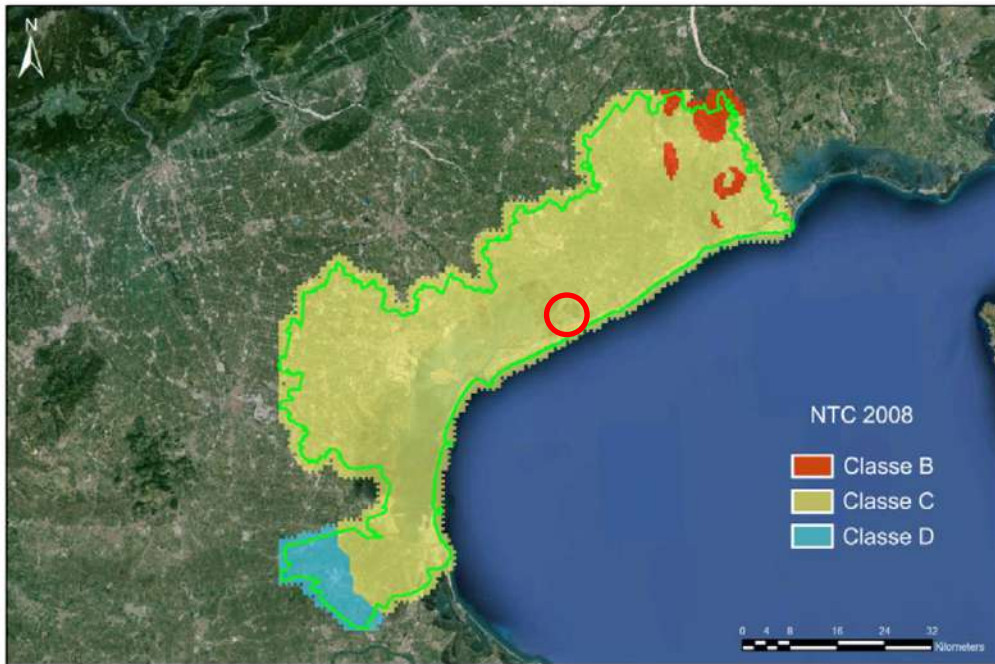 N
NTC 2008
Classe B
Classe C
Classe D
0 4 8 16 24 32
Kilometers